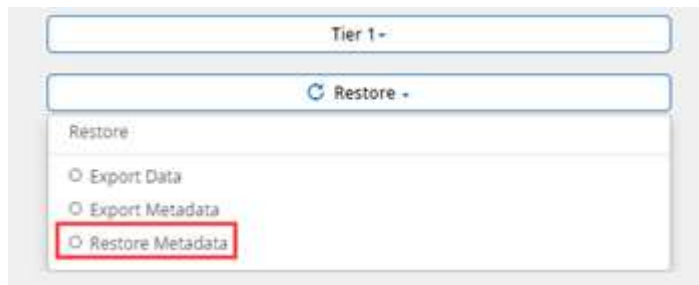 Tier 1
Restore
Restore
Export Data
Export Metadata
Restore Metadata